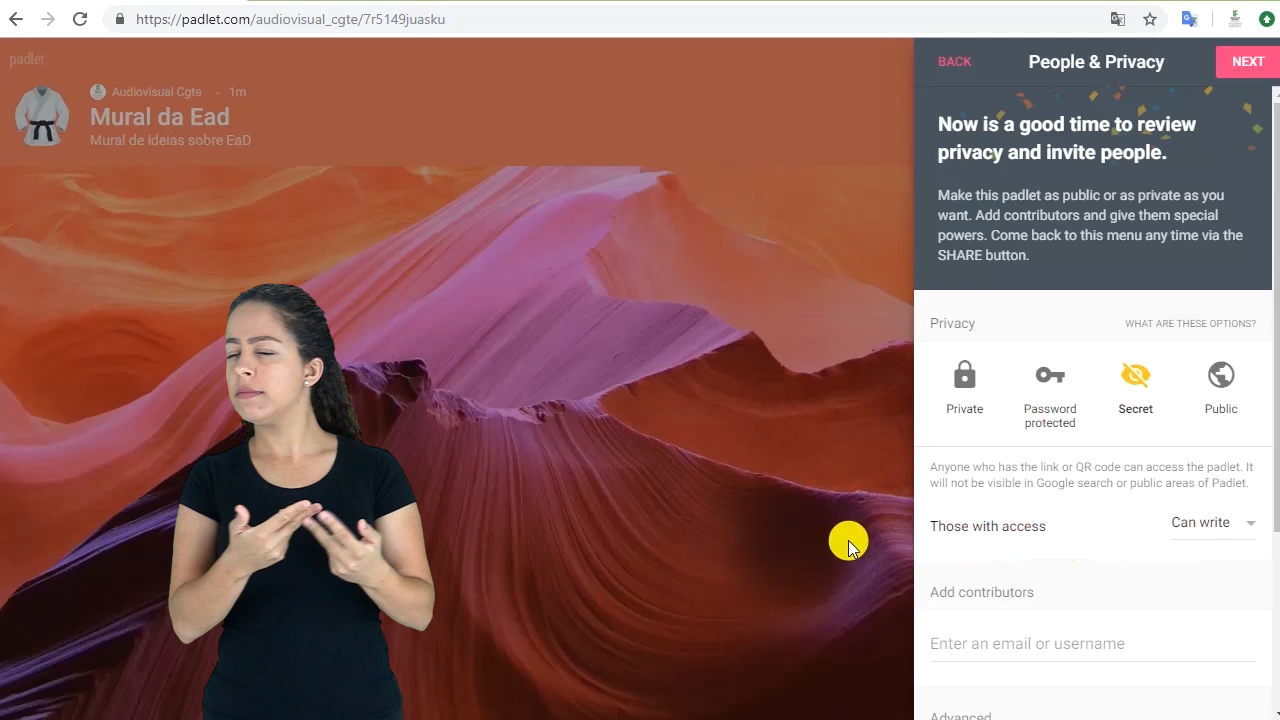 https://padlet.com/audiovisual_cgte/7r5149juasku
padlet
Audiovisual Cgte • 1m
Mural da Ead
Mural de ideias sobre EaD
BACK
People & Privacy
NEXT
Now is a good time to review
privacy and invite people.
Make this padlet as public or as private as you
want. Add contributors and give them special
powers. Come back to this menu any time via the
SHARE button.
Privacy
WHAT ARE THESE OPTIONS?
Private
Password
protected
Secret
Public
Anyone who has the link or QR code can access the padlet. It
will not be visible in Google search or public areas of Padlet.
Those with access
Can write
Add contributors
Enter an email or username
Advanced